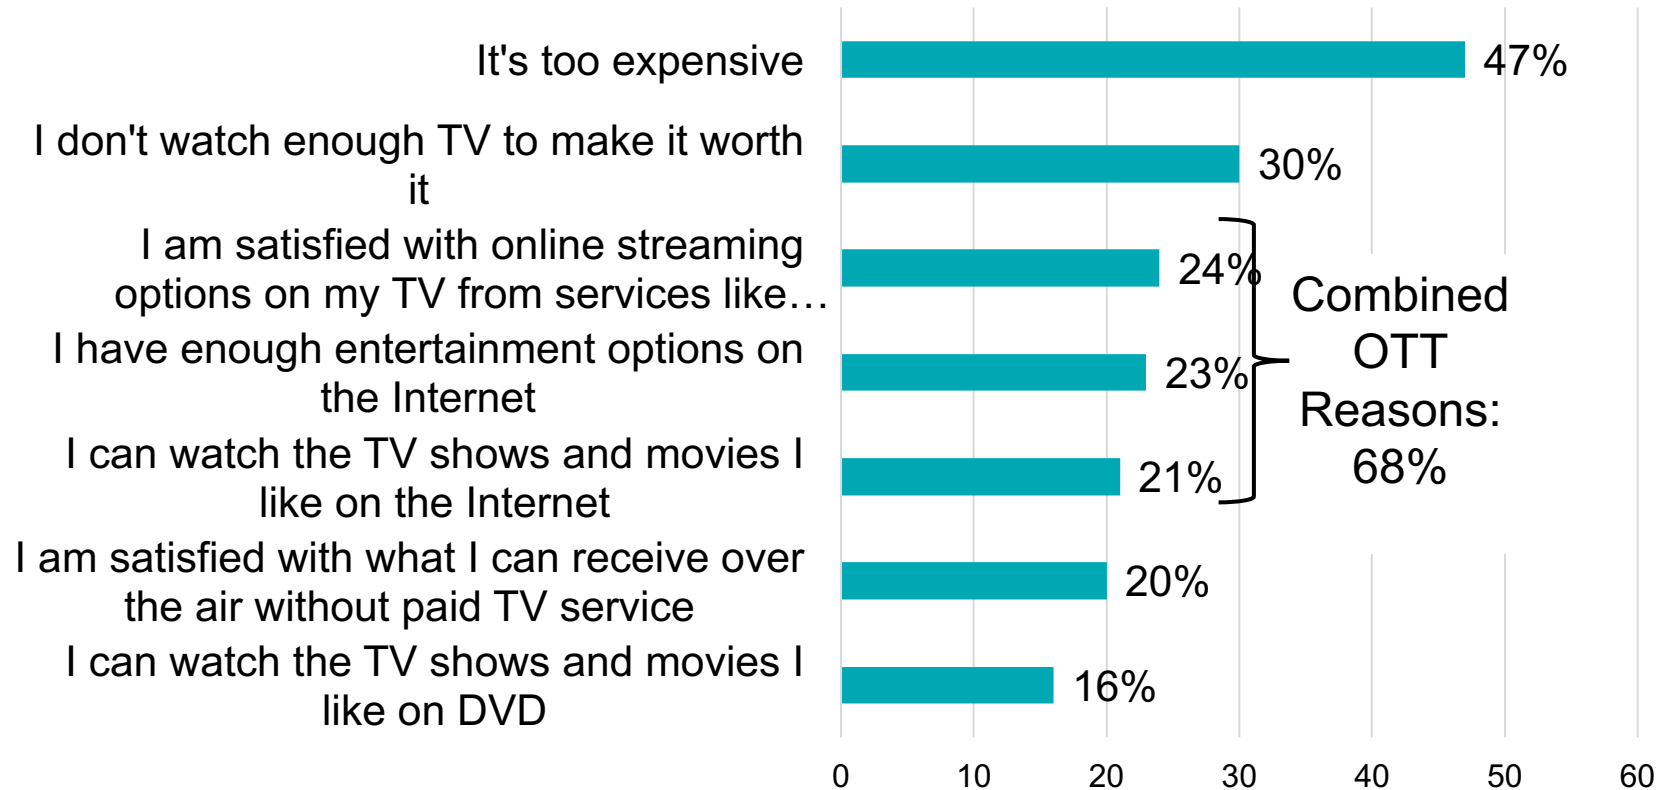 It's too expensive
47%
I don't watch enough TV to make it worth
it
30%
I am satisfied with online streaming
options on my TV from services like…
24%
I have enough entertainment options on
the Internet
23%
I can watch the TV shows and movies I
like on the Internet
21%
Combined
OTT
Reasons:
68%
I am satisfied with what I can receive over
the air without paid TV service
20%
I can watch the TV shows and movies I
like on DVD
16%
0 10 20 30 40 50 60